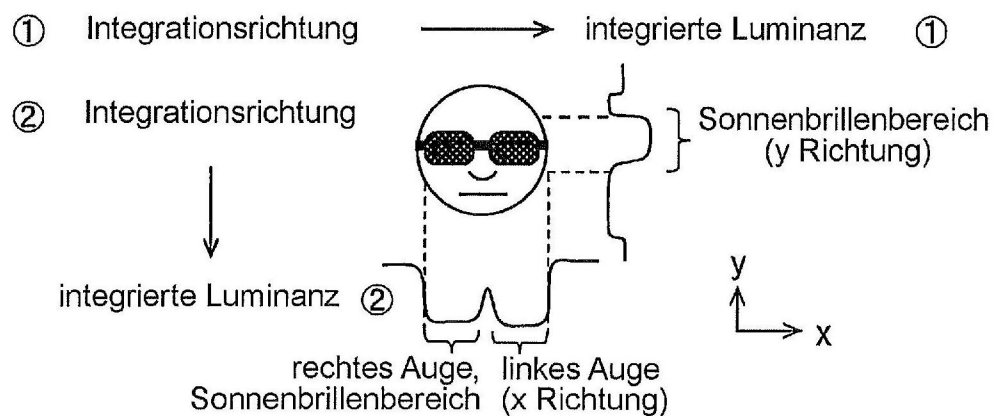 ① Integrationsrichtung
integrierte Luminanz ①
② Integrationsrichtung
Sonnenbrillenbereich
(y Richtung)
integrierte Luminanz ②
y
x
rechtes Auge,
Sonnenbrillenbereich
linkes Auge
(x Richtung)